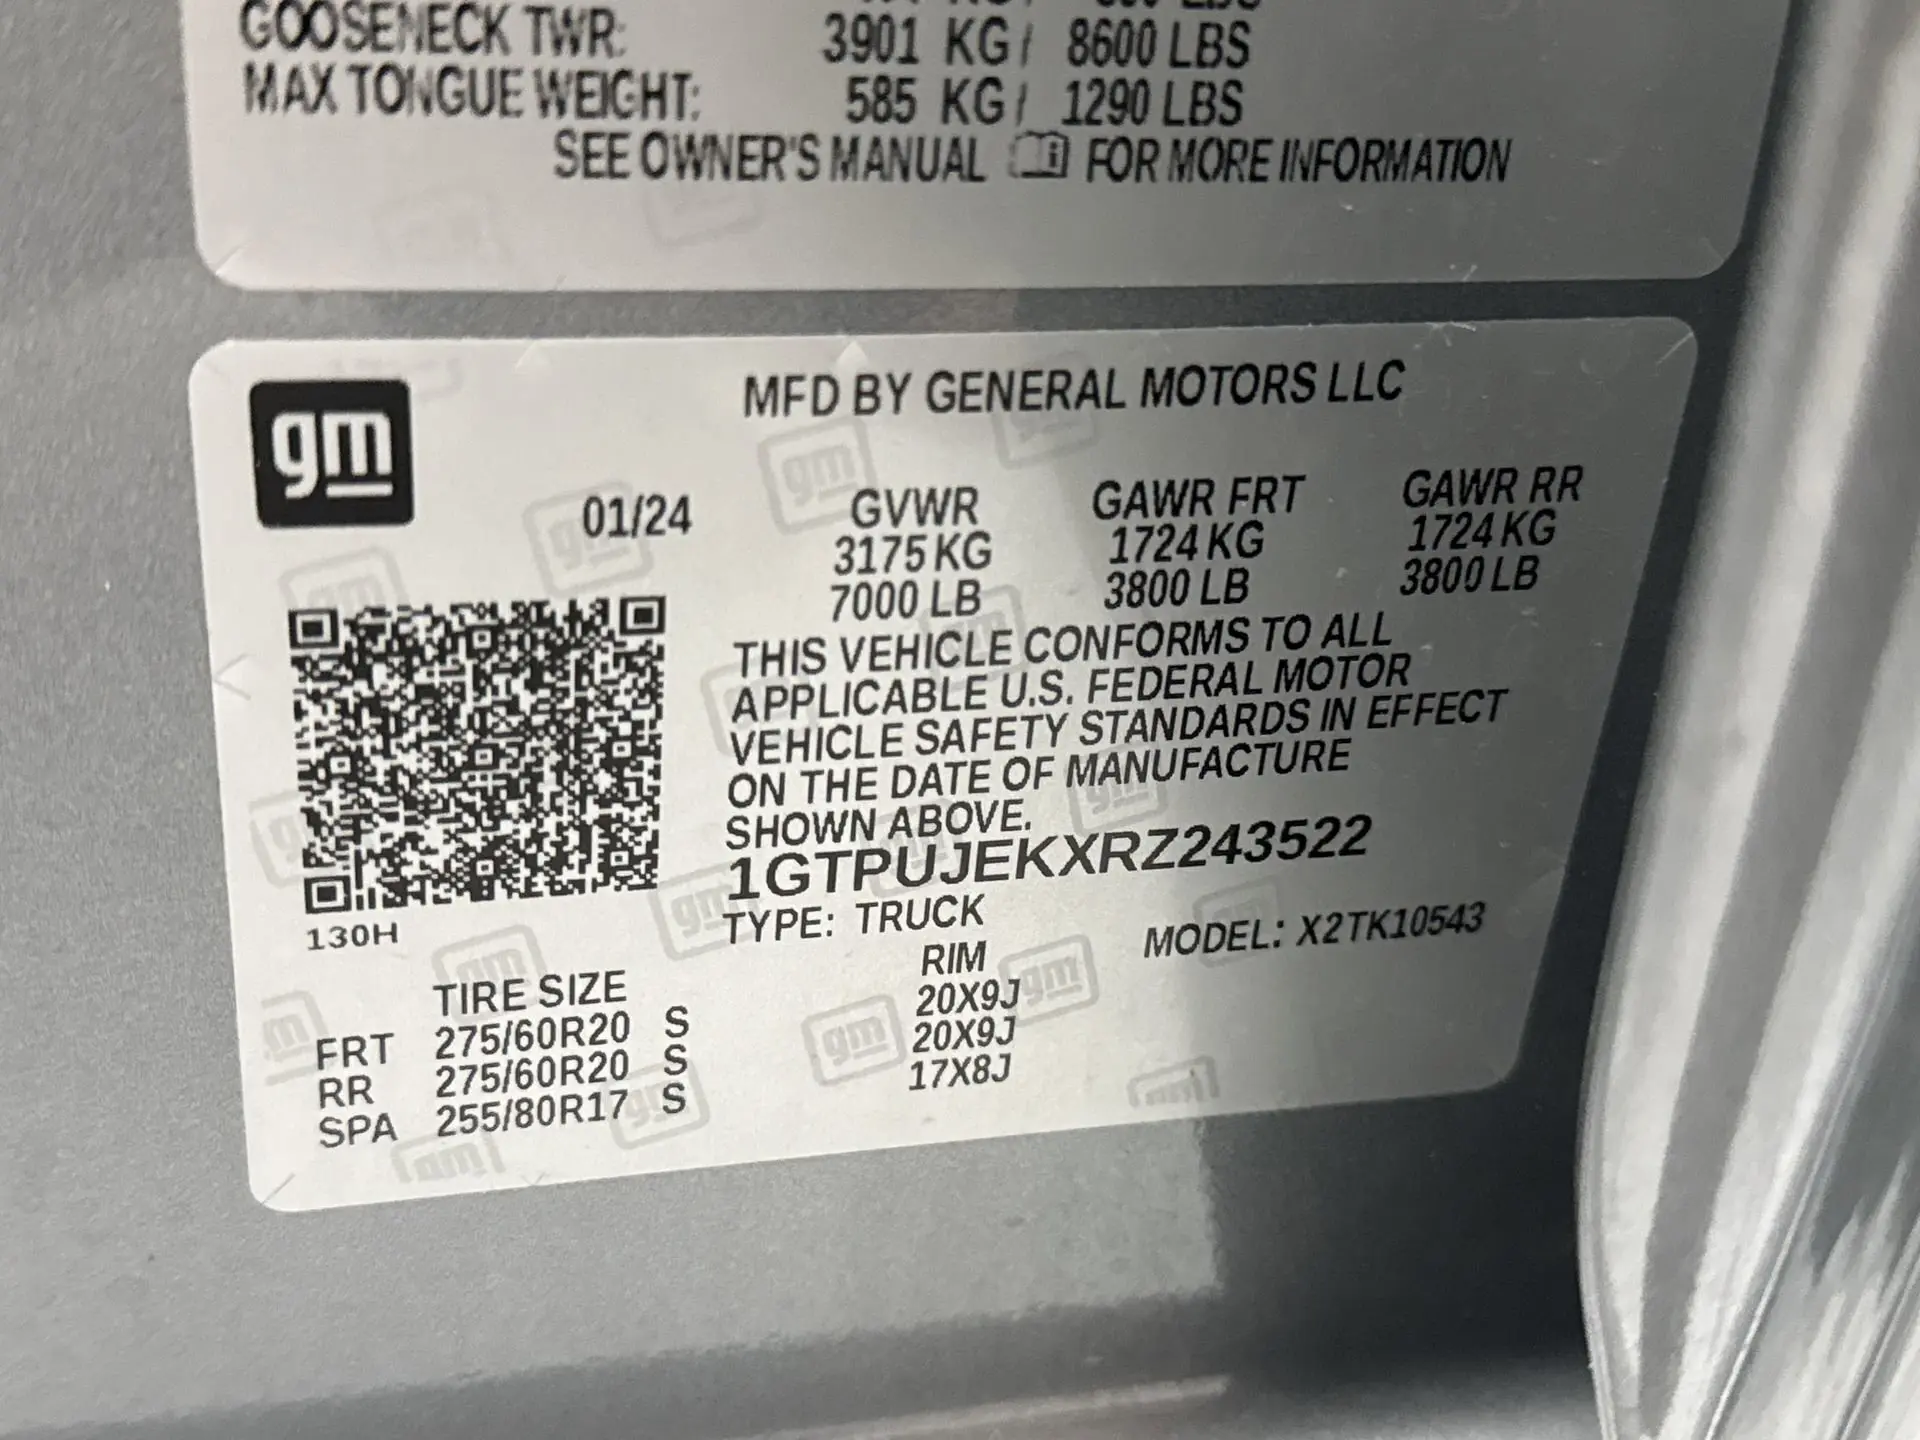 GOOSENECK TWR: 3901 KG / 8600 LBS
MAX TONGUE WEIGHT: 585 KG / 1290 LBS
SEE OWNER'S MANUAL FOR MORE INFORMATION
gm
MFD BY GENERAL MOTORS LLC
01/24 GVWR GAWR FRT GAWR RR
3175 KG 1724 KG 1724 KG
7000 LB 3800 LB 3800 LB
THIS VEHICLE CONFORMS TO ALL
APPLICABLE U.S. FEDERAL MOTOR
VEHICLE SAFETY STANDARDS IN EFFECT
ON THE DATE OF MANUFACTURE
SHOWN ABOVE.
1GTPUJEKXRZ243522
130H
TYPE: TRUCK MODEL: X2TK10543
TIRE SIZE RIM
FRT 275/60R20 S 20X9J
RR 275/60R20 S 20X9J
SPA 255/80R17 S 17X8J